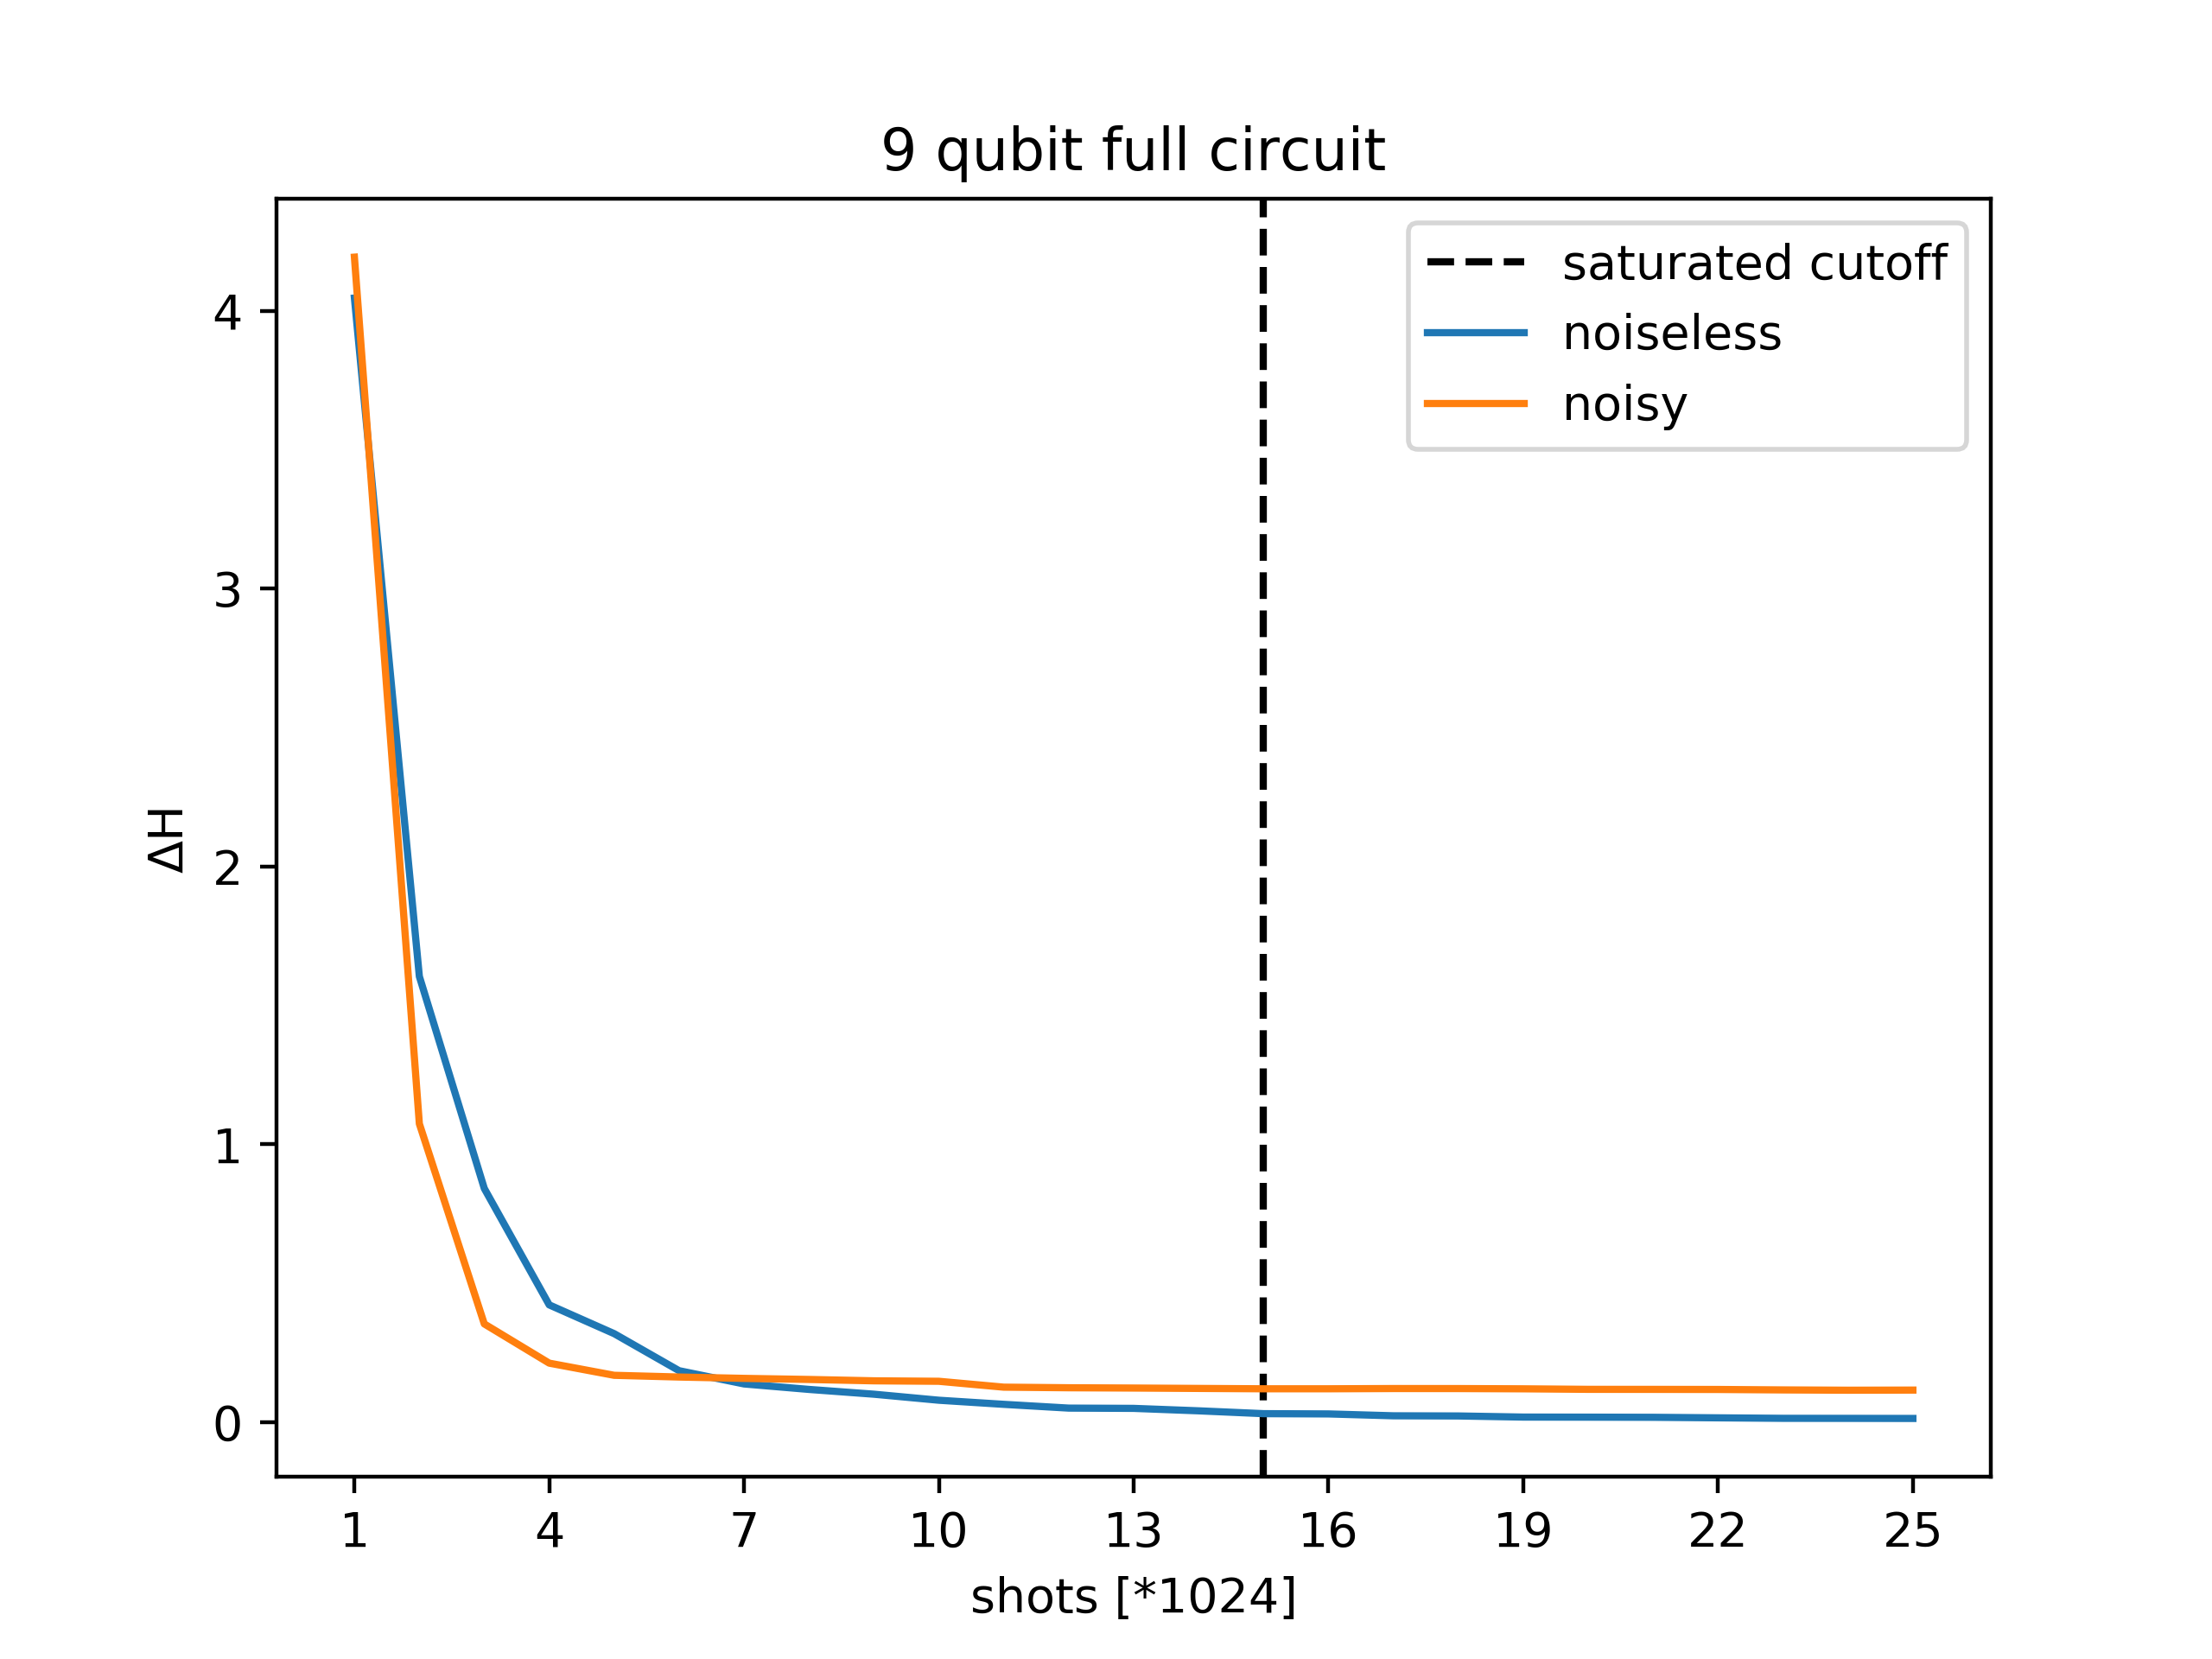 9 qubit full circuit
saturated cutoff
noiseless
noisy
4
3
2
1
0
ΔH
1 4 7 10 13 16 19 22 25
shots [*1024]